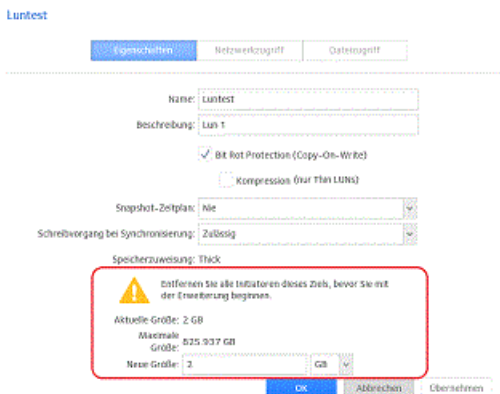 Luntest
Eigenschaften Netzwerkzugriff Dateizugriff
Name: Luntest
Beschreibung: Lun 1
Bit Rot Protection (Copy-On-Write)
Kompression (nur Thin LUNs)
Snapshot-Zeitplan: Nie
Schreibvorgang bei Synchronisierung: Zulässig
Speicherzuweisung: Thick
Entfernen Sie alle Initiatoren dieses Ziels, bevor Sie mit
der Erweiterung beginnen.
Aktuelle Größe: 2 GB
Maximale
Größe: 825.937 GB
Neue Größe: 2 GB
OK Abbrechen Übernehmen